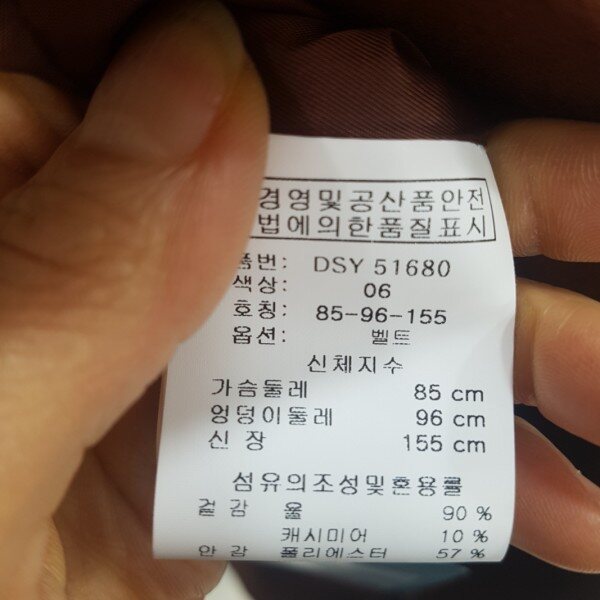 경영및공산품안전
법에의한품질표시
품번: DSY 51680
색상: 06
호칭: 85-96-155
옵션: 벨트
신체지수
가슴둘레 85 cm
엉덩이둘레 96 cm
신 장 155 cm
섬유의조성및혼용률
겉 감 울 90 %
캐시미어 10 %
안 감 폴리에스터 57 %